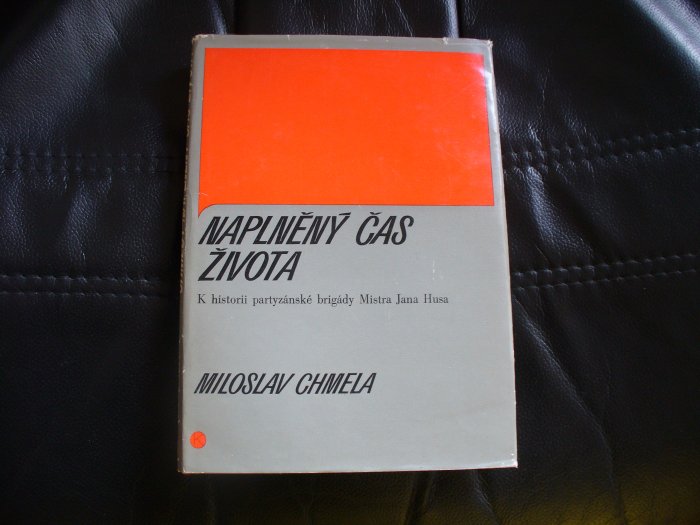 NAPLNĚNÝ ČAS
ŽIVOTA
K historii partyzánské brigády Mistra Jana Husa
MILOSLAV CHMELA
K